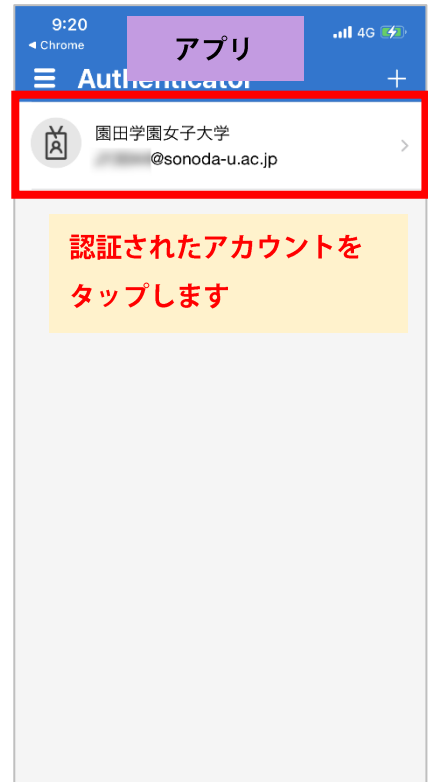 9:20
4G
◀ Chrome
アプリ
Authenticator
園田学園女子大学
@sonoda-u.ac.jp
認証されたアカウントを
タップします